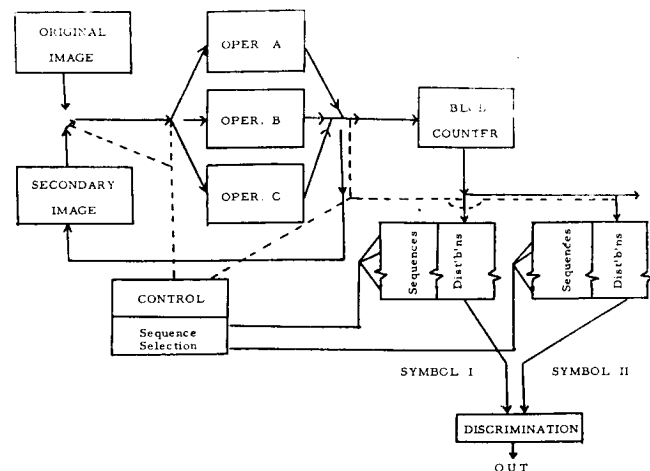 ORIGINAL
IMAGE
OPER. A
OPER. B
OPER. C
COUNTER
SECONDARY
IMAGE
CONTROL
Sequence
Selection
Sequences
Dist'b'ns
Sequences
Dist'b'ns
SYMBOL I
SYMBOL II
DISCRIMINATION
OUT